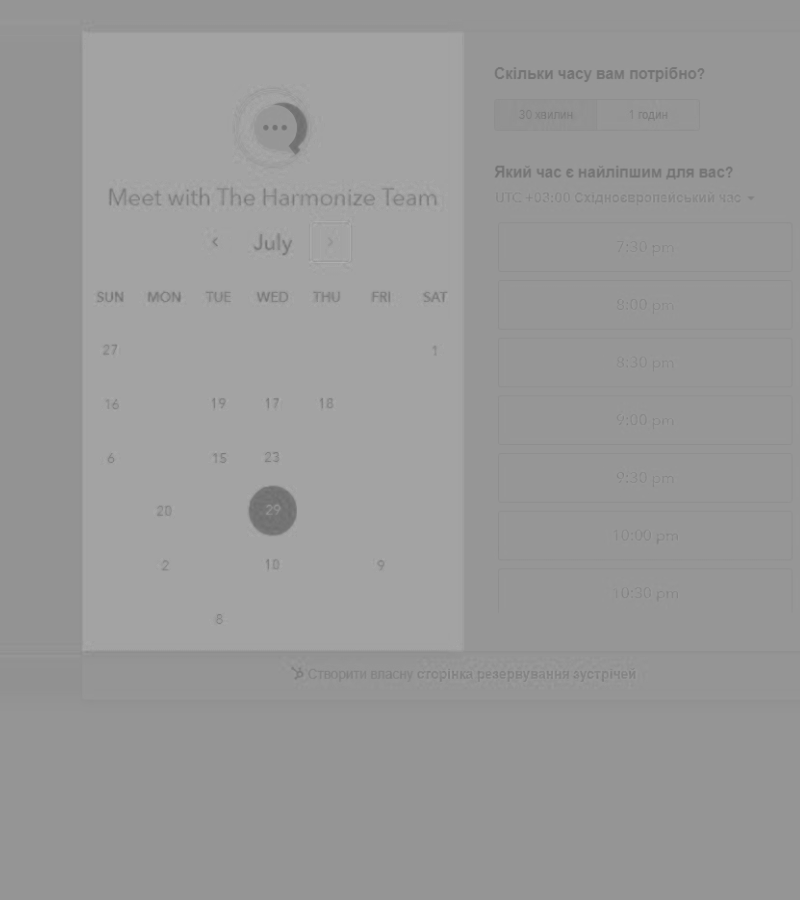 Meet with The Harmonize Team
July
SUN MON TUE WED THU FRI SAT
27 1
16 19 17 18
6 15 23
20 29
2 10 9
8
Скільки часу вам потрібно?
30 хвилин 1 годин
Який час є найліпшим для вас?
UTC +03:00 Східноєвропейський час
7:30 pm
8:00 pm
8:30 pm
9:00 pm
9:30 pm
10:00 pm
10:30 pm
Створити власну сторінка резервування зустрічей